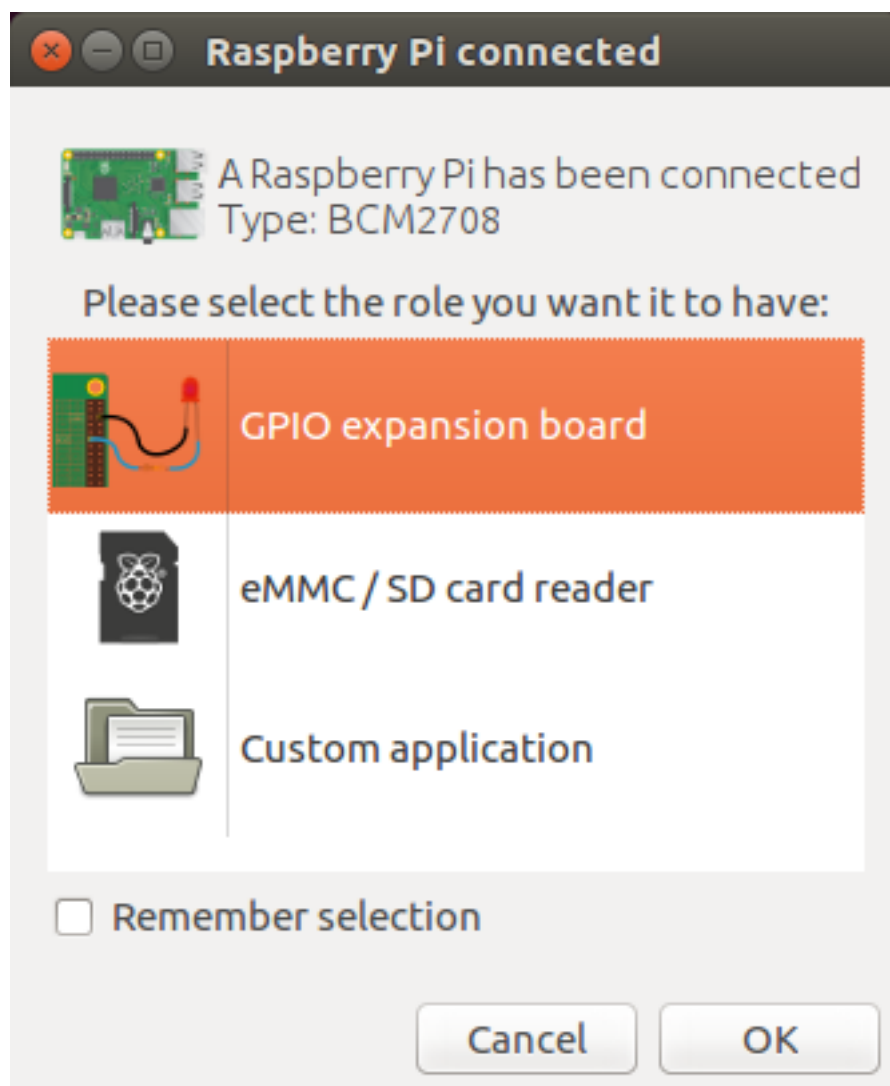 Raspberry Pi connected
A Raspberry Pi has been connected
Type: BCM2708
Please select the role you want it to have:
GPIO expansion board
eMMC / SD card reader
Custom application
Remember selection
Cancel OK